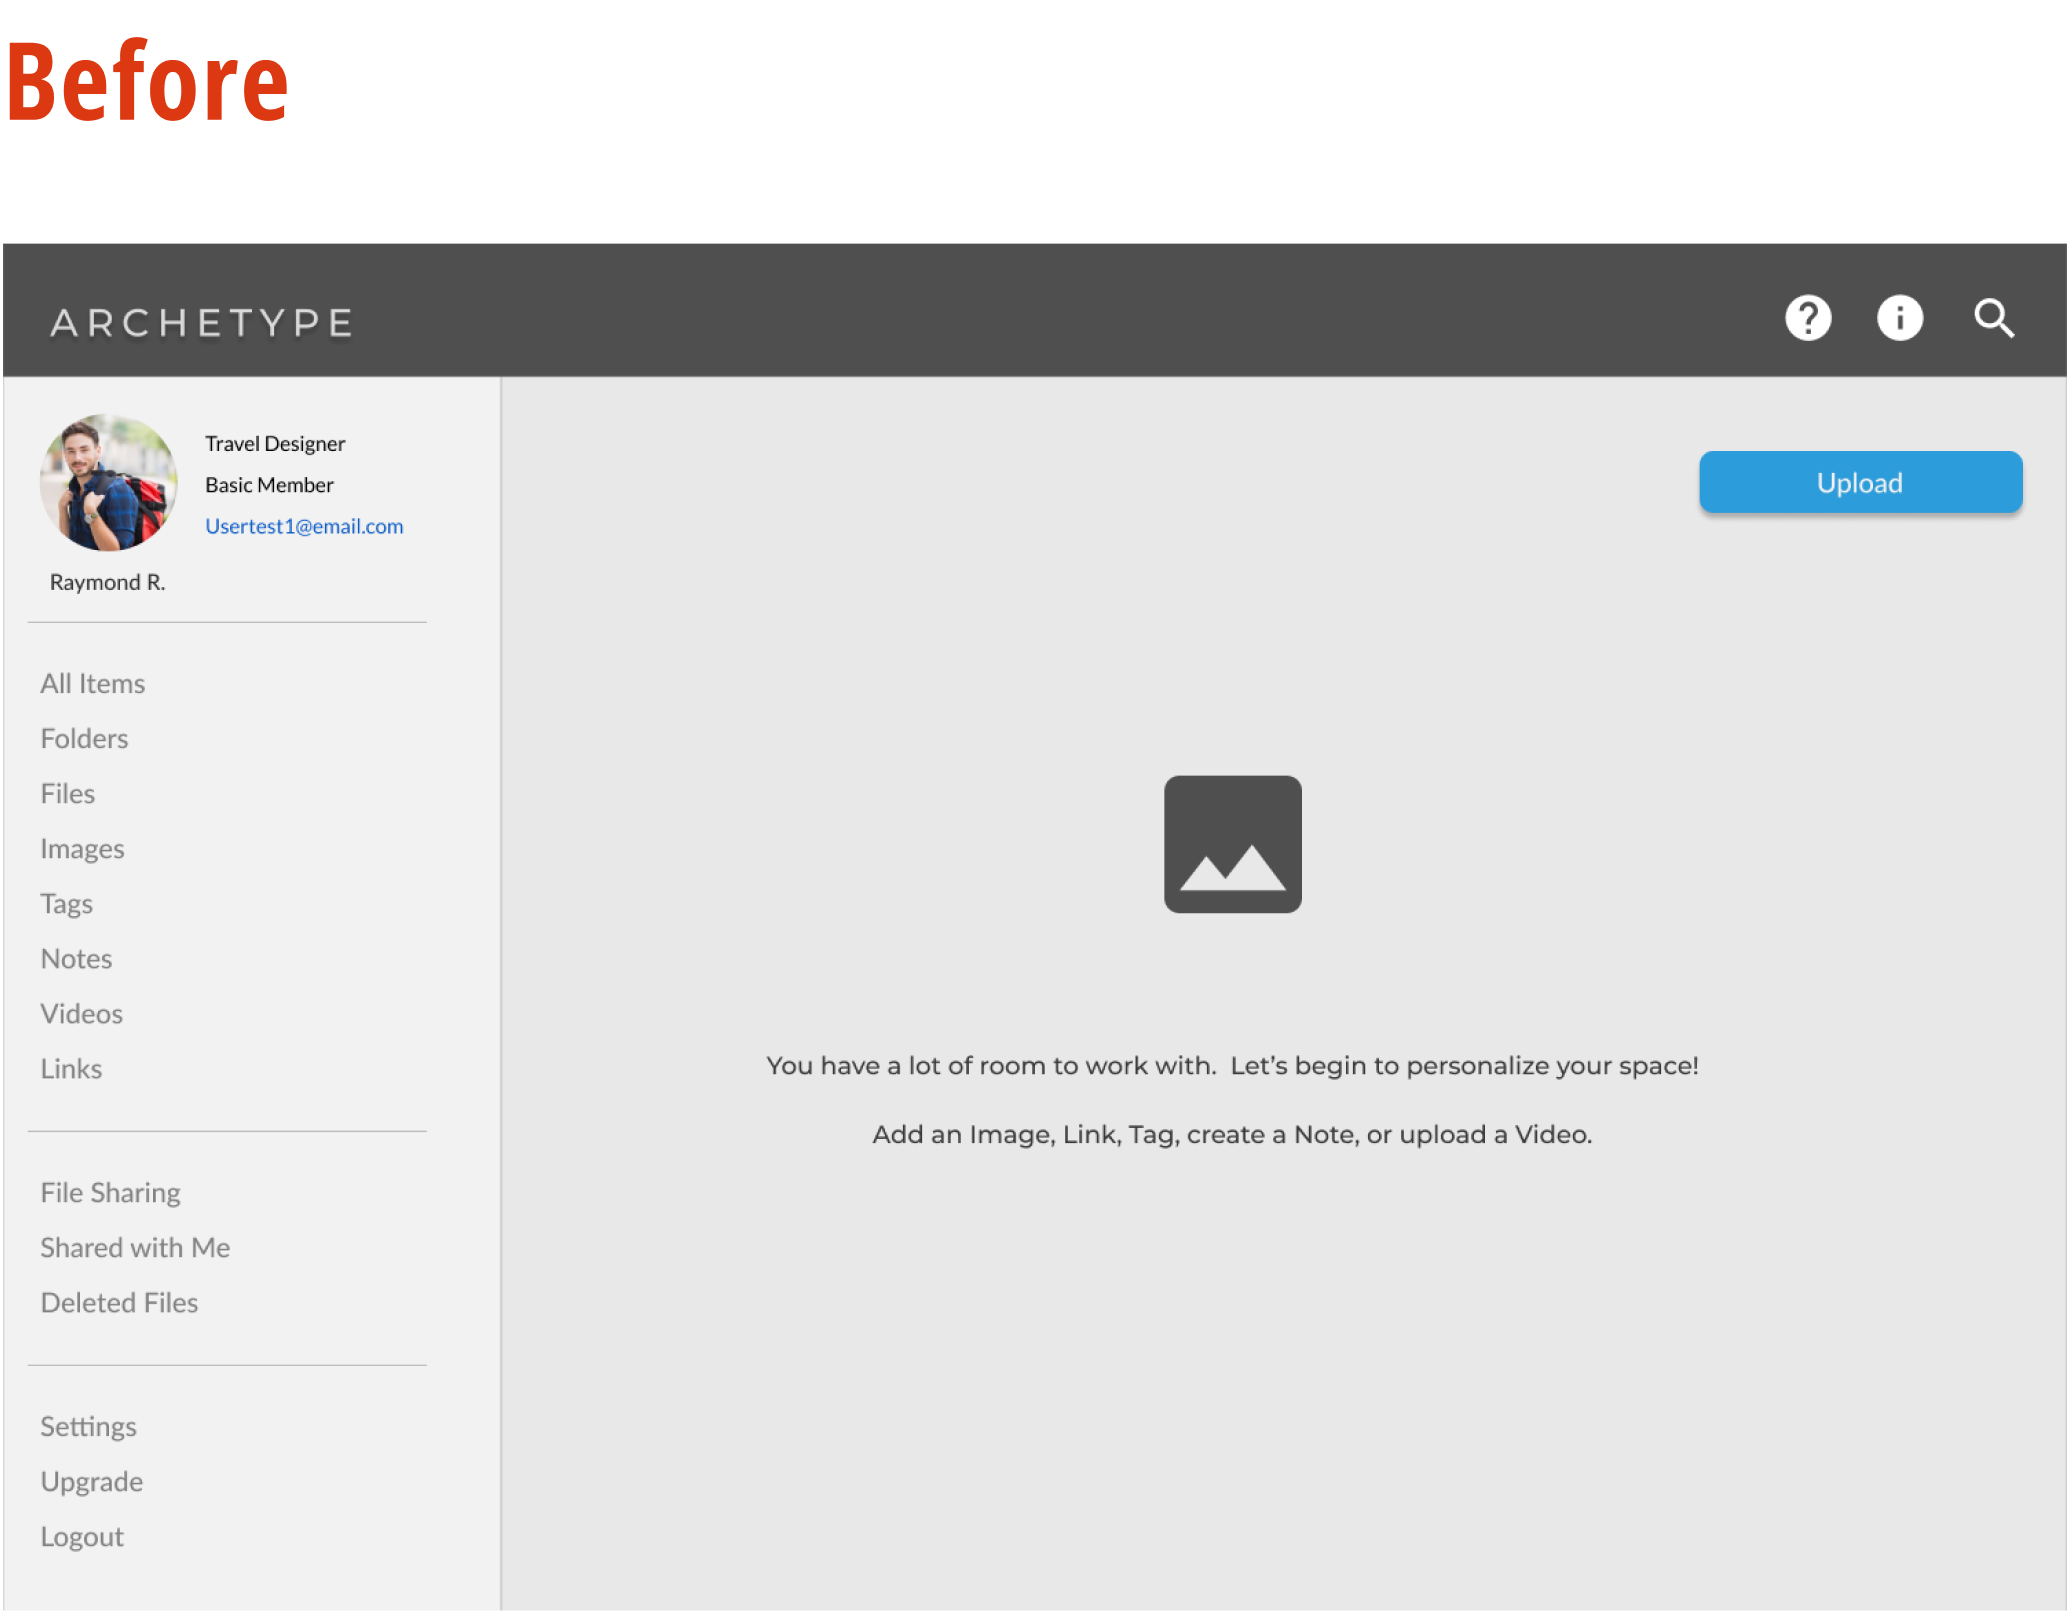 Before
ARCHETYPE
Travel Designer
Basic Member
Usertest1@email.com
Raymond R.
Upload
All Items
Folders
Files
Images
Tags
Notes
Videos
Links
You have a lot of room to work with.  Let's begin to personalize your space!
Add an Image, Link, Tag, create a Note, or upload a Video.
File Sharing
Shared with Me
Deleted Files
Settings
Upgrade
Logout